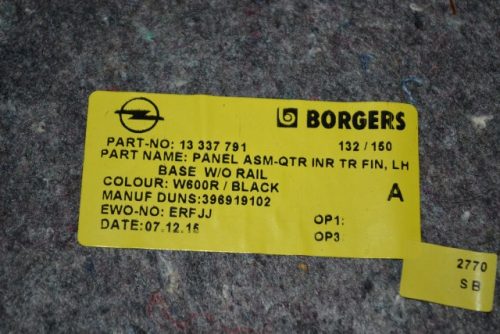 BORGERS
PART-NO: 13 337 791 132 / 150
PART NAME: PANEL ASM-QTR INR TR FIN, LH
BASE W/O RAIL
COLOUR: W600R / BLACK A
MANUF DUNS:396919102
EWO-NO: ERFJJ OP1:
DATE:07.12.15 OP3
2770
S B